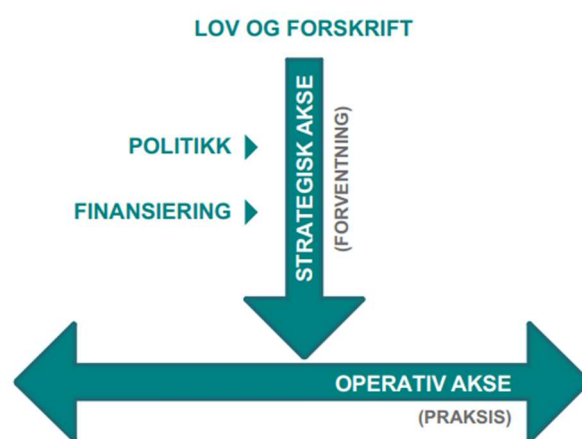 LOV OG FORSKRIFT
POLITIKK
FINANSIERING
STRATEGISK AKSE
(FORVENTNING)
OPERATIV AKSE
(PRAKSIS)